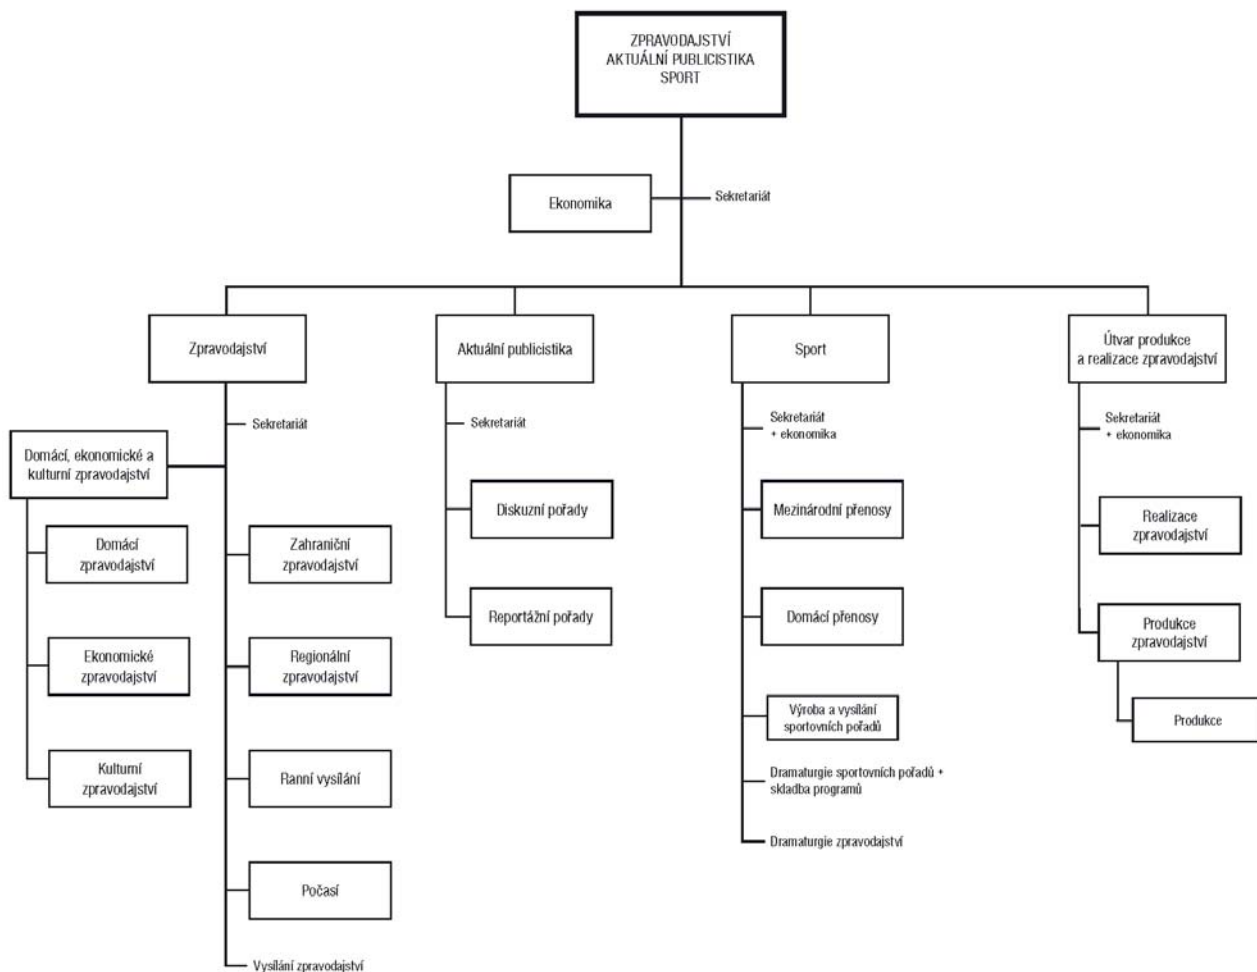 ZPRAVODAJSTVÍ
AKTUÁLNÍ PUBLICISTIKA
SPORT
Ekonomika
Sekretariát
Zpravodajství
Aktuální publicistika
Sport
Útvar produkce
a realizace zpravodajství
Sekretariát
Sekretariát
Sekretariát
+ ekonomika
Sekretariát
+ ekonomika
Domácí, ekonomické a
kulturní zpravodajství
Domácí
zpravodajství
Ekonomické
zpravodajství
Kulturní
zpravodajství
Zahraniční
zpravodajství
Regionální
zpravodajství
Ranní vysílání
Počasí
Vysílání zpravodajství
Diskuzní pořady
Reportážní pořady
Mezinárodní přenosy
Domácí přenosy
Výroba a vysílání
sportovních pořadů
Dramaturgie sportovních pořadů +
skladba programů
Dramaturgie zpravodajství
Realizace
zpravodajství
Produkce
zpravodajství
Produkce